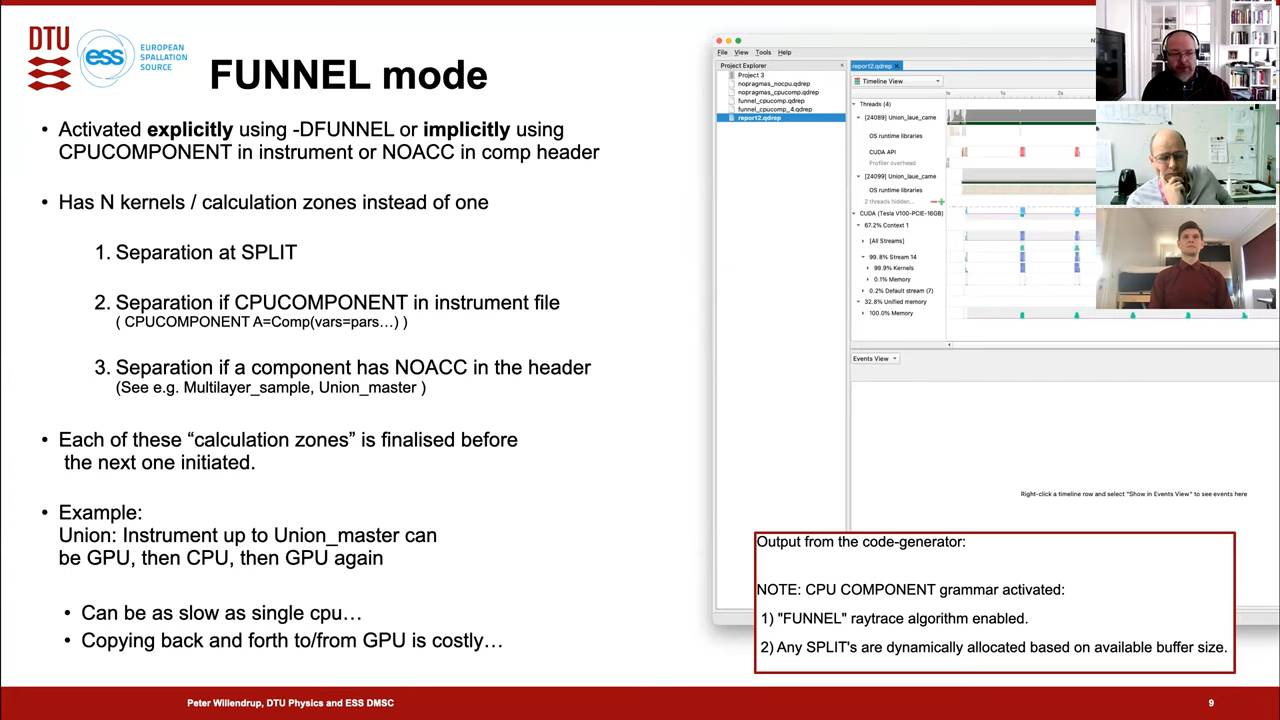 DTU
ess
EUROPEAN
SPALLATION
SOURCE
FUNNEL mode
• Activated explicitly using -DFUNNEL or implicitly using
CPUCOMPONENT in instrument or NOACC in comp header
• Has N kernels / calculation zones instead of one
1. Separation at SPLIT
2. Separation if CPUCOMPONENT in instrument file
( CPUCOMPONENT A=Comp(vars=pars…) )
3. Separation if a component has NOACC in the header
(See e.g. Multilayer_sample, Union_master )
• Each of these “calculation zones” is finalised before
the next one initiated.
• Example:
Union: Instrument up to Union_master can
be GPU, then CPU, then GPU again
• Can be as slow as single cpu…
• Copying back and forth to/from GPU is costly…
File View Tools Help
Project Explorer
Project 3
nopragmas_nocpu.qdrep
nopragmas_cpucomp.qdrep
funnel_cpucomp.qdrep
funnel_cpucomp_4.qdrep
report2.qdrep
report2.qdrep
Timeline View
Threads (4)
[24089] Union_laue_came
OS runtime libraries
CUDA API
Profiler overhead
[24099] Union_laue_came
OS runtime libraries
2 threads hidden...
CUDA (Tesla V100-PCIE-16GB)
67.2% Context 1
[All Streams]
99.8% Stream 14
99.9% Kernels
0.1% Memory
0.2% Default stream (7)
32.8% Unified memory
100.0% Memory
Events View
Right-click a timeline row and select "Show in Events View" to see events here
Output from the code-generator:
NOTE: CPU COMPONENT grammar activated:
1) "FUNNEL" raytrace algorithm enabled.
2) Any SPLIT's are dynamically allocated based on available buffer size.
Peter Willendrup, DTU Physics and ESS DMSC
9